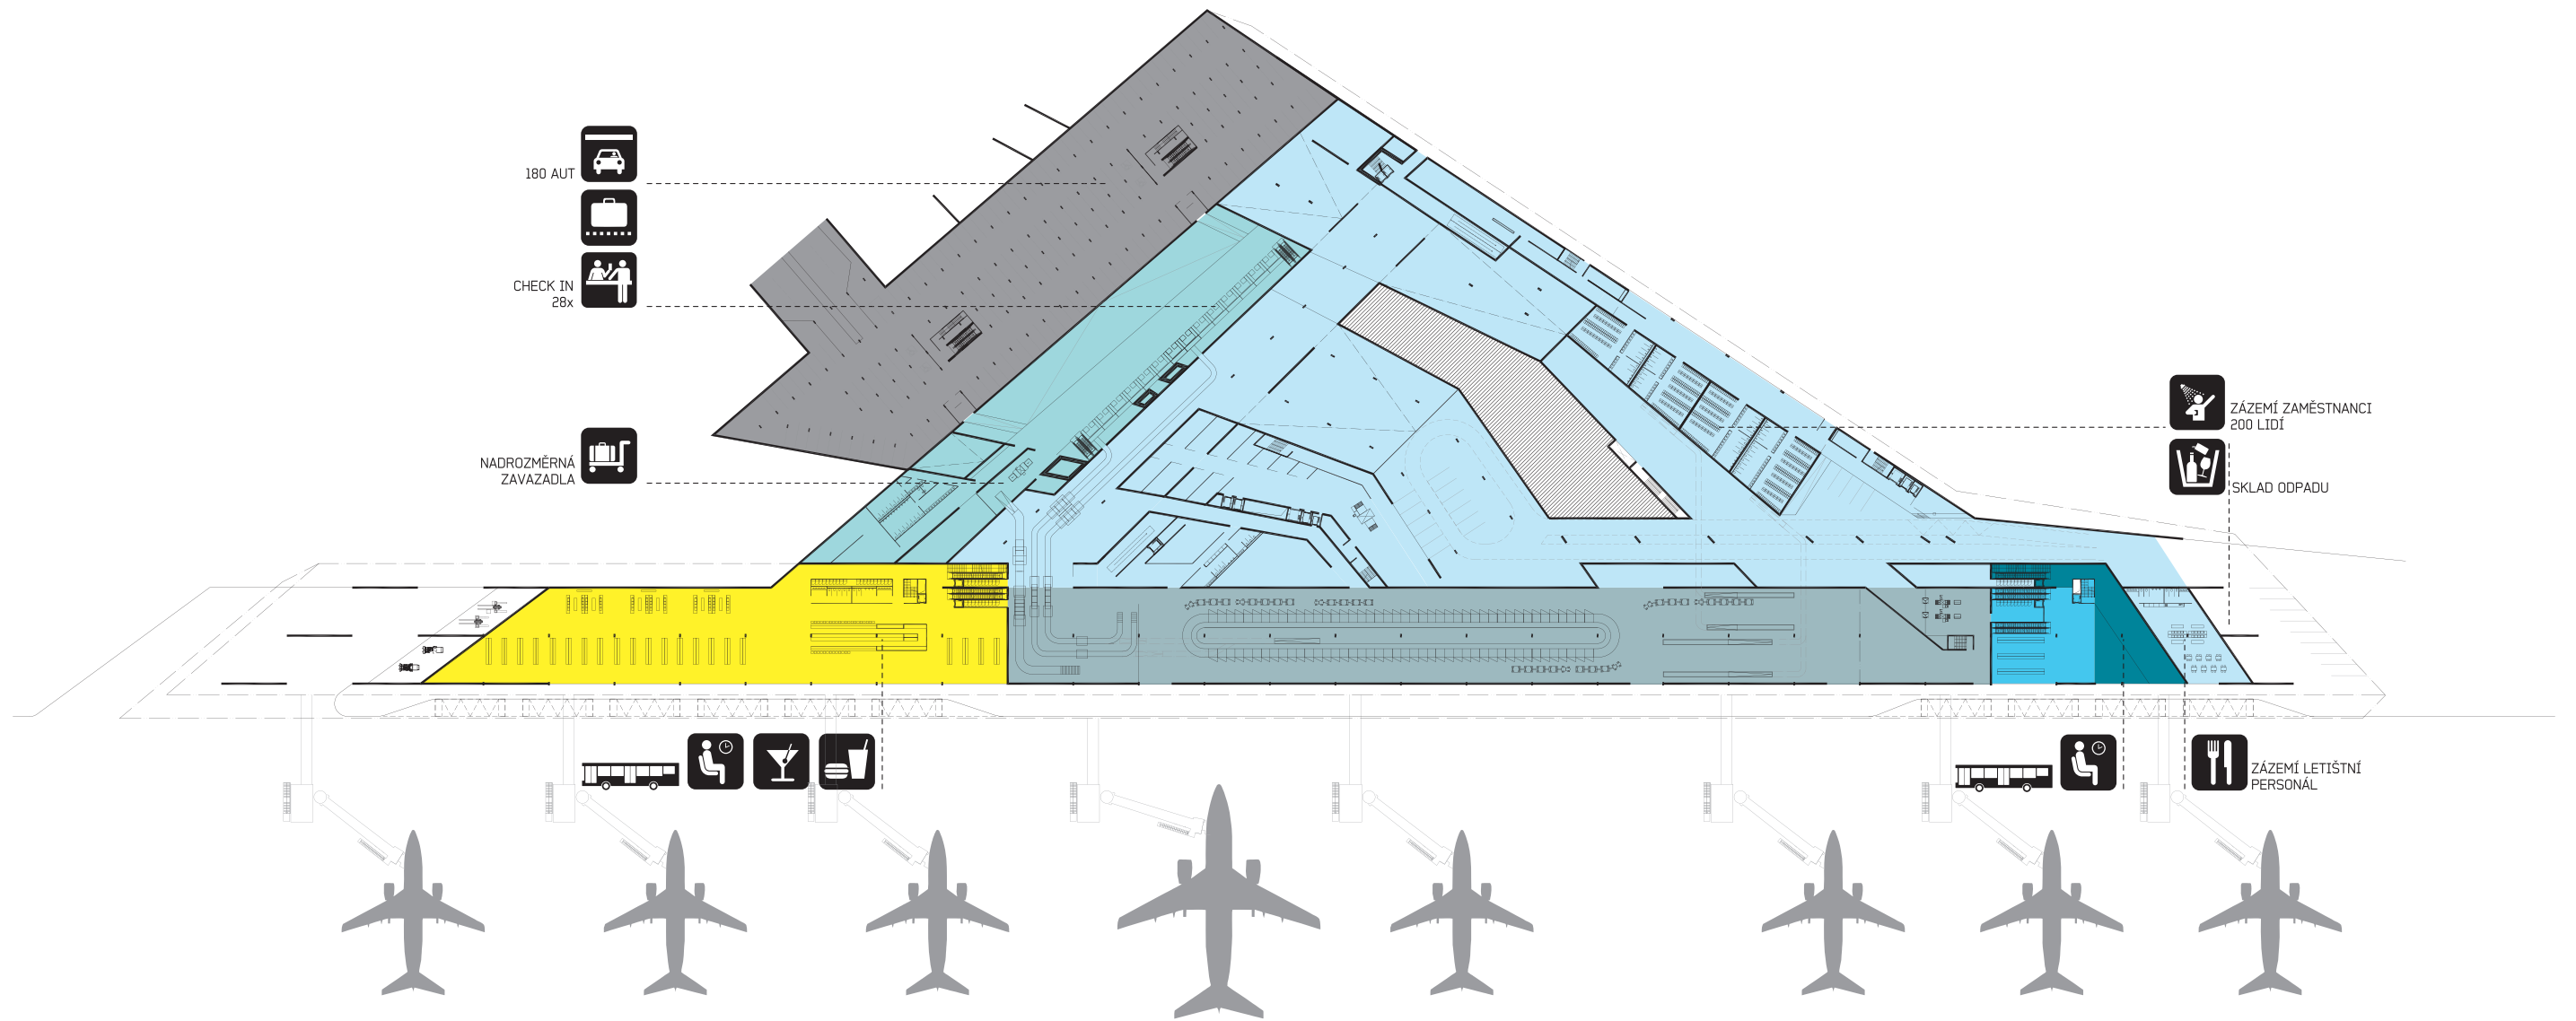 180 AUT
CHECK IN
28x
NADROZMĚRNÁ
ZAVAZADLA
ZÁZEMÍ ZAMĚSTNANCI
200 LIDÍ
SKLAD ODPADU
ZÁZEMÍ LETIŠTNÍ
PERSONÁL